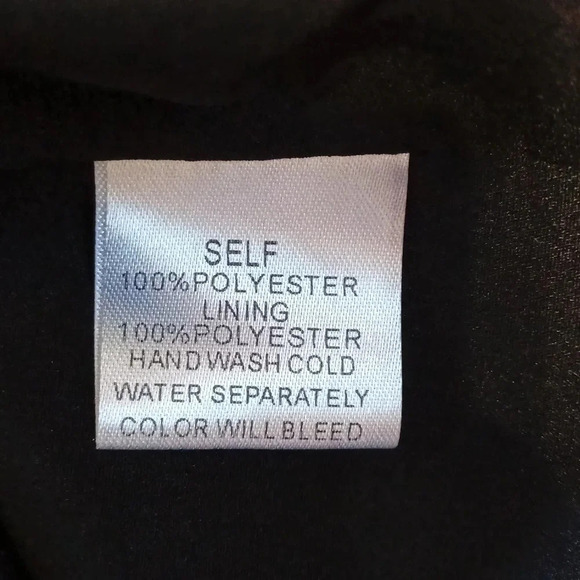 SELF
100%POLYESTER
LINING
100%POLYESTER
HAND WASH COLD
WATER SEPARATELY
COLOR WILL BLEED